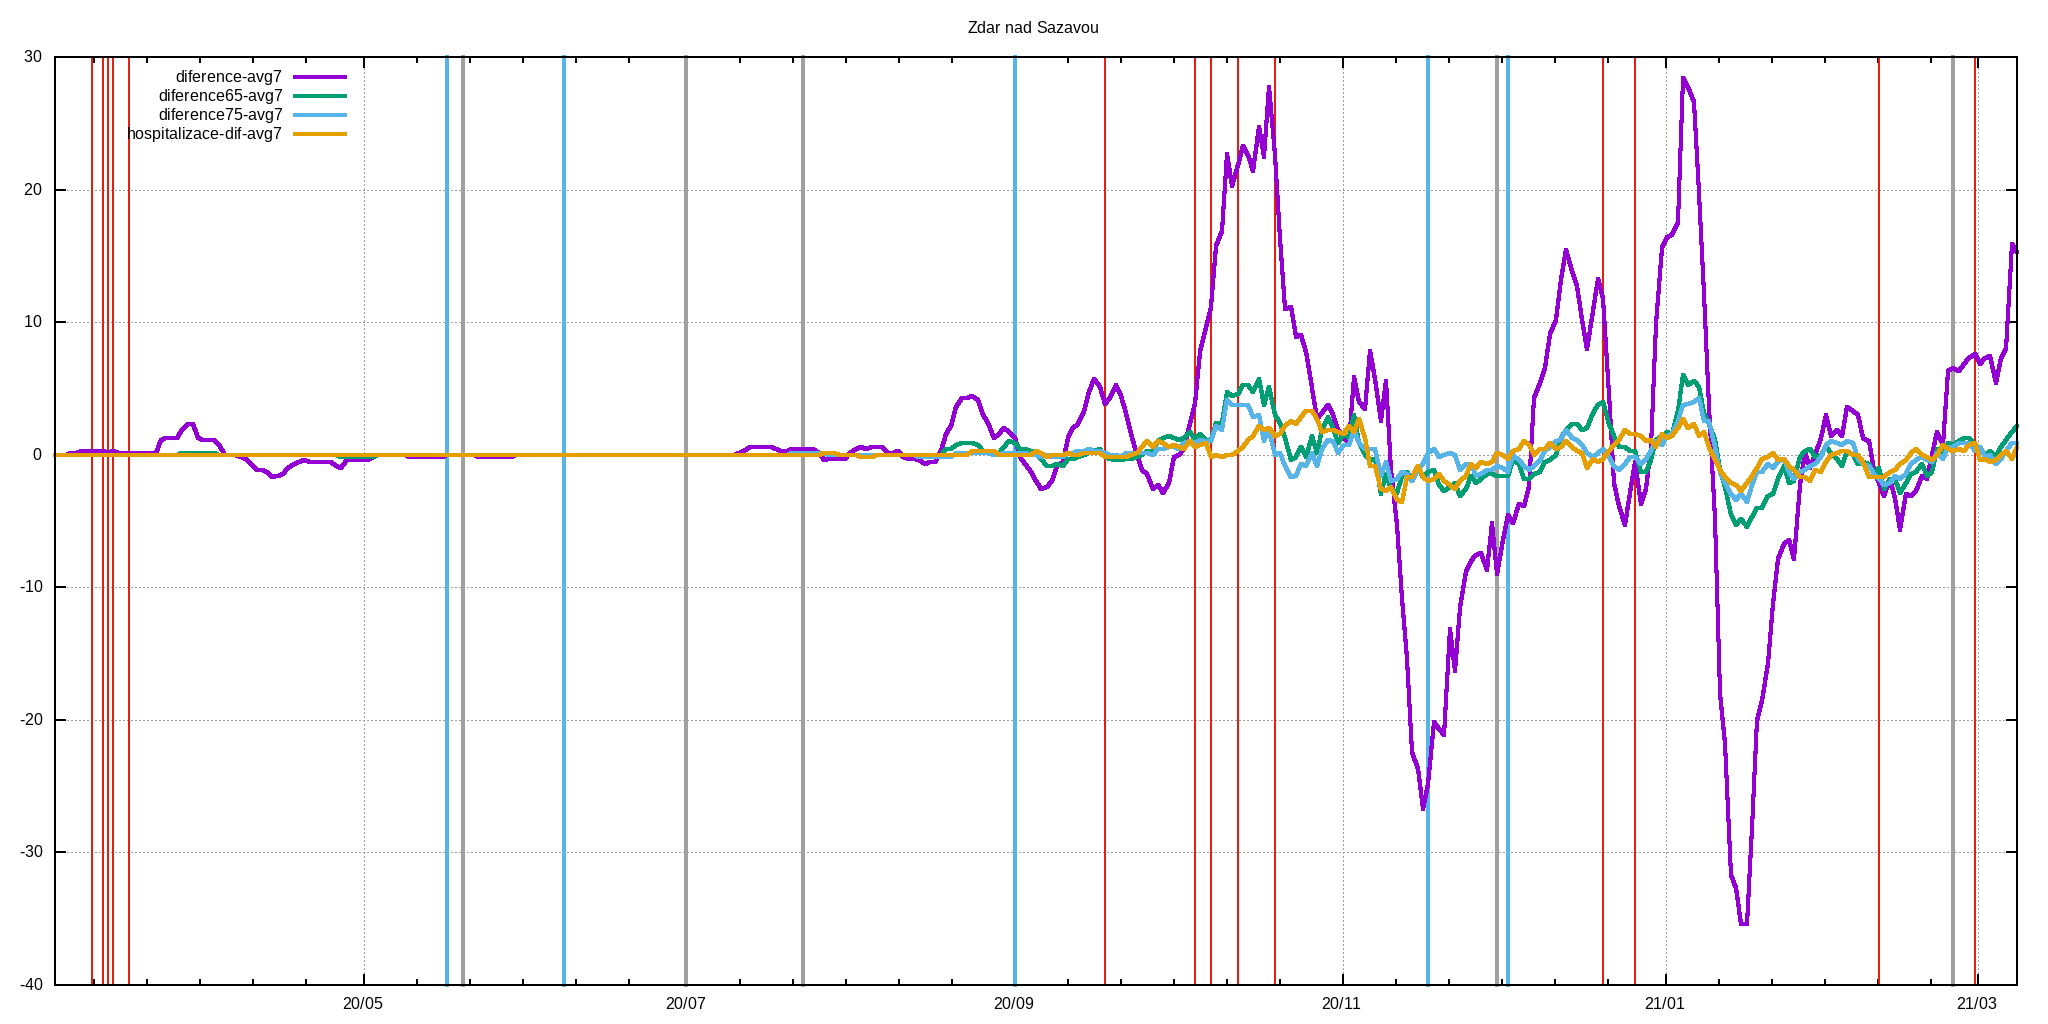 Zdar nad Sazavou
30
20
10
0
-10
-20
-30
-40
diference-avg7
diference65-avg7
diference75-avg7
hospitalizace-dif-avg7
20/05
20/07
20/09
20/11
21/01
21/03